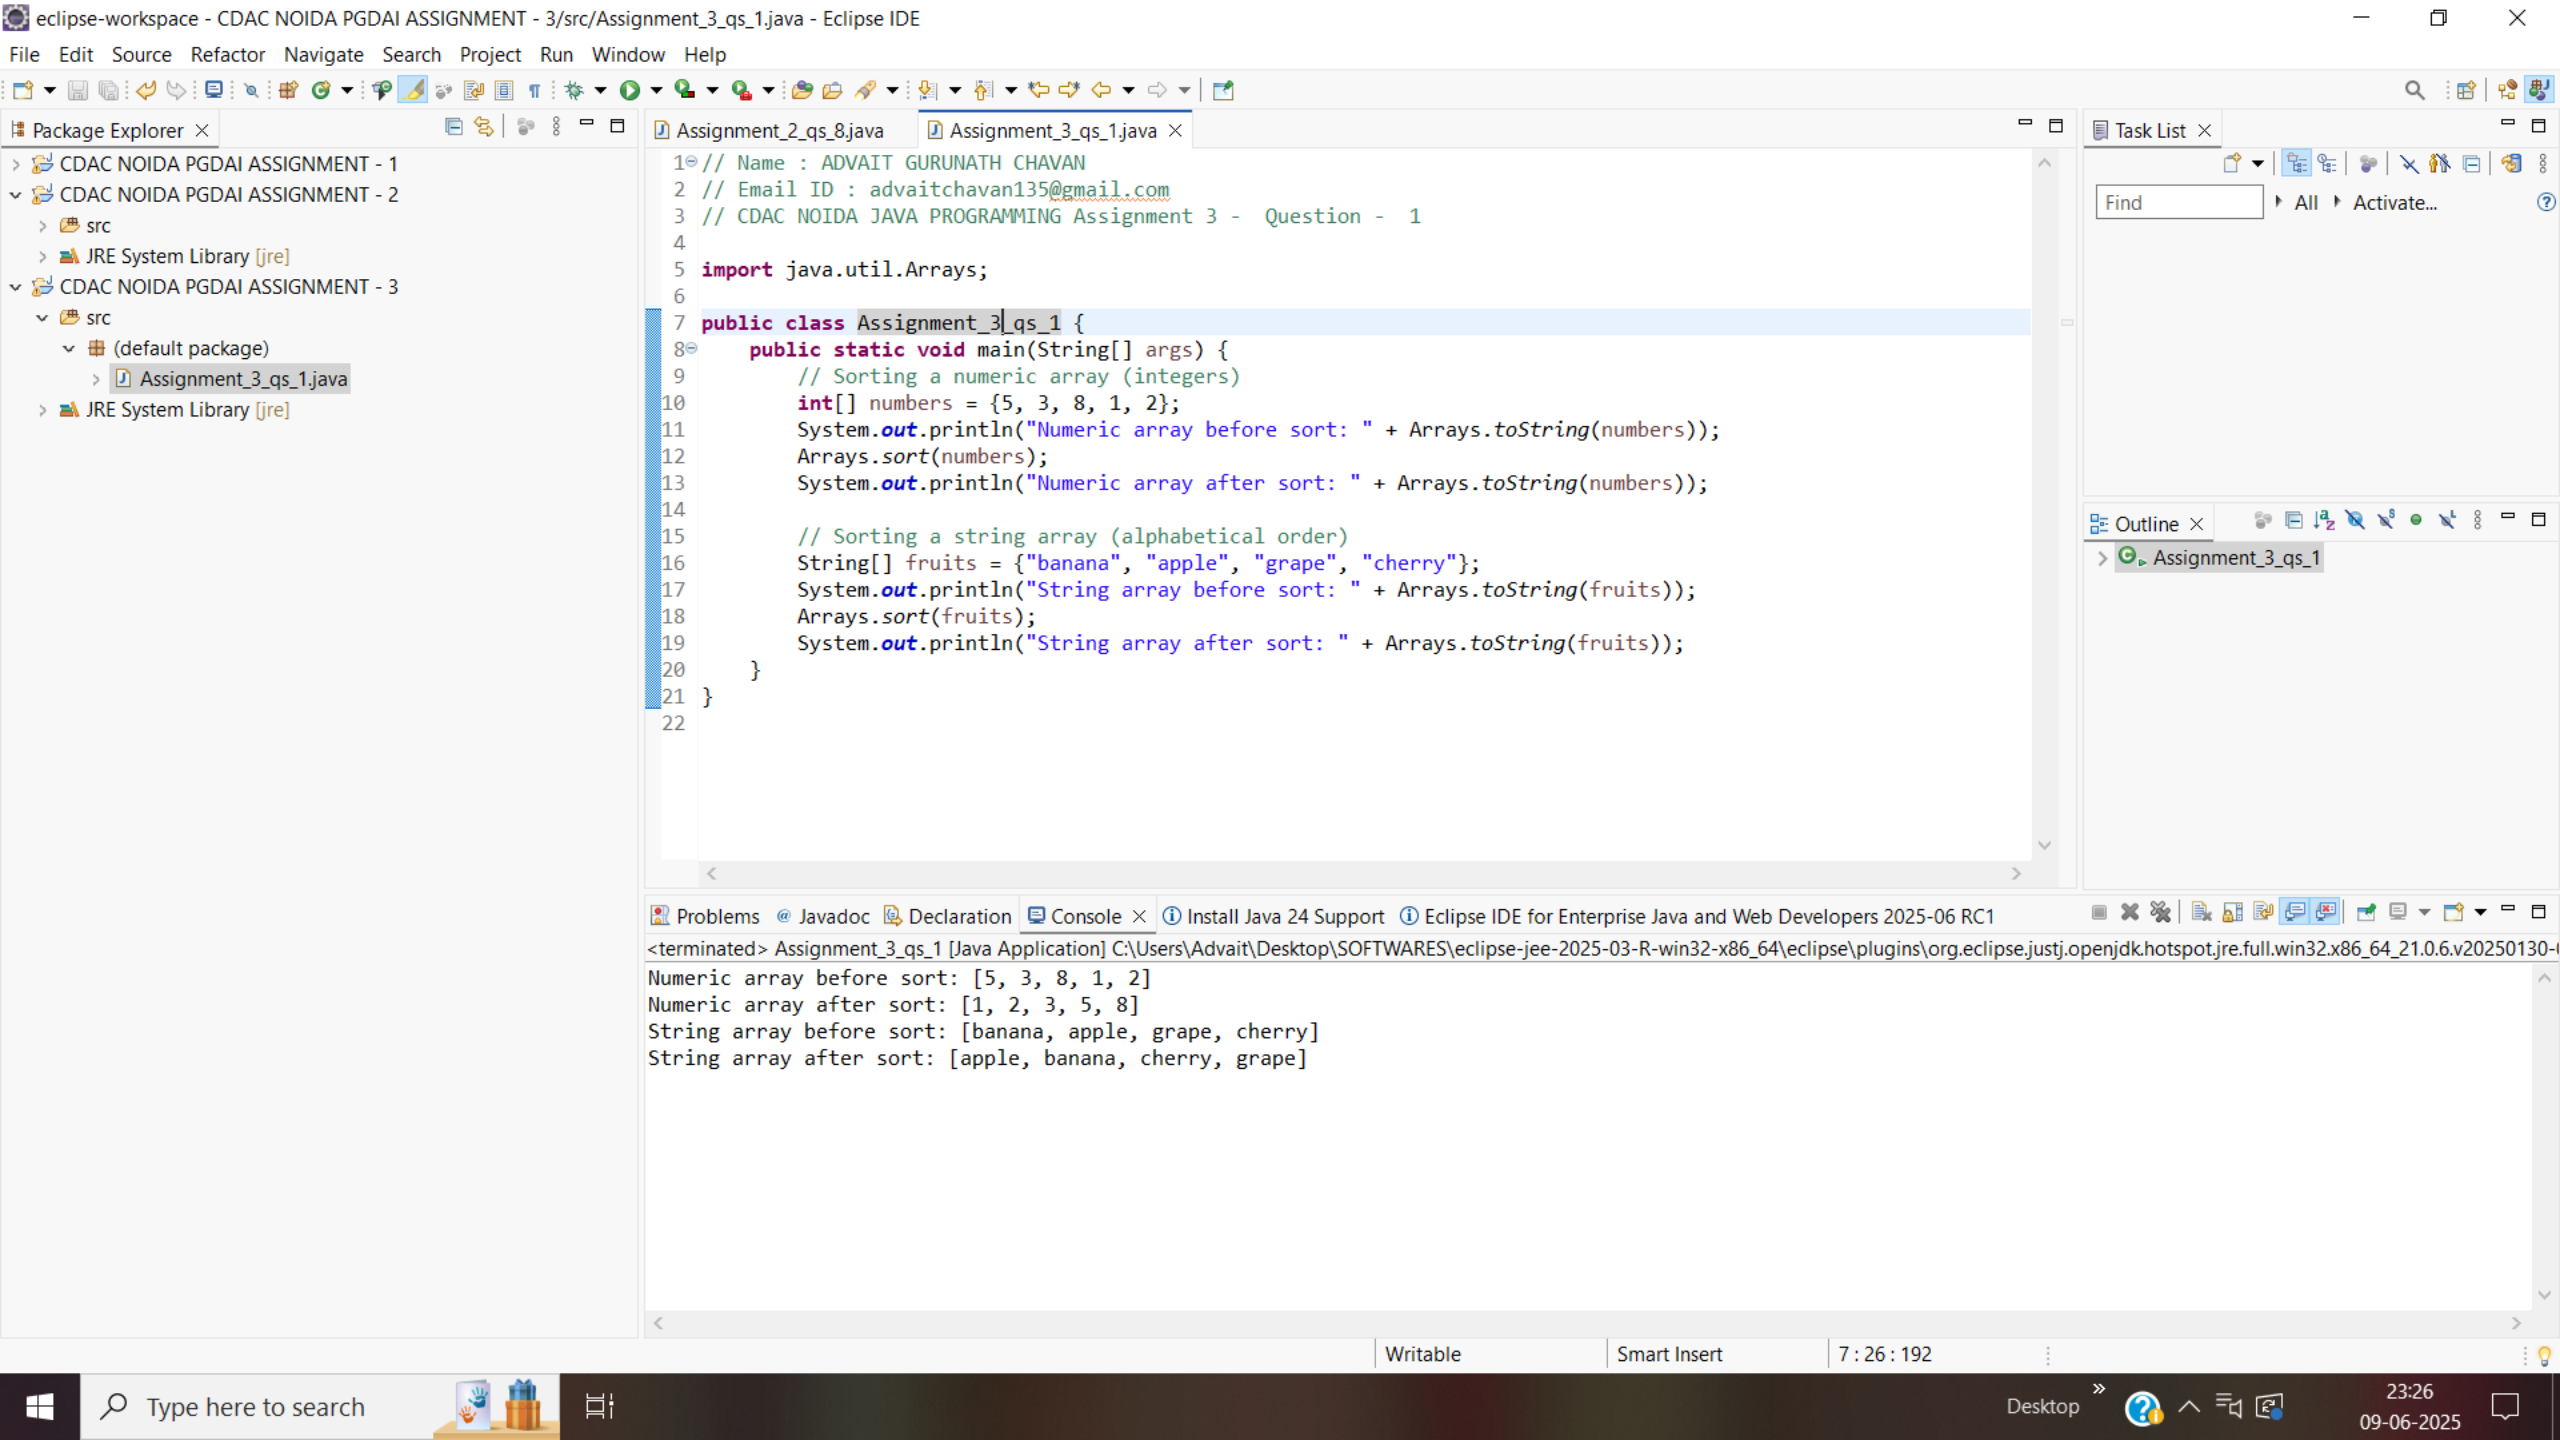 eclipse-workspace - CDAC NOIDA PGDAI ASSIGNMENT - 3/src/Assignment_3_qs_1.java - Eclipse IDE
File Edit Source Refactor Navigate Search Project Run Window Help
Package Explorer
CDAC NOIDA PGDAI ASSIGNMENT - 1
CDAC NOIDA PGDAI ASSIGNMENT - 2
src
JRE System Library [jre]
CDAC NOIDA PGDAI ASSIGNMENT - 3
src
(default package)
Assignment_3_qs_1.java
JRE System Library [jre]
Assignment_2_qs_8.java Assignment_3_qs_1.java
1 // Name : ADVAIT GURUNATH CHAVAN
2 // Email ID : advaitchavan135@gmail.com
3 // CDAC NOIDA JAVA PROGRAMMING Assignment 3 -  Question -  1
4
5 import java.util.Arrays;
6
7 public class Assignment_3_qs_1 {
8     public static void main(String[] args) {
9         // Sorting a numeric array (integers)
10         int[] numbers = {5, 3, 8, 1, 2};
11         System.out.println("Numeric array before sort: " + Arrays.toString(numbers));
12         Arrays.sort(numbers);
13         System.out.println("Numeric array after sort: " + Arrays.toString(numbers));
14
15         // Sorting a string array (alphabetical order)
16         String[] fruits = {"banana", "apple", "grape", "cherry"};
17         System.out.println("String array before sort: " + Arrays.toString(fruits));
18         Arrays.sort(fruits);
19         System.out.println("String array after sort: " + Arrays.toString(fruits));
20     }
21 }
22
Task List
Find All Activate...
Outline
Assignment_3_qs_1
Problems Javadoc Declaration Console Install Java 24 Support Eclipse IDE for Enterprise Java and Web Developers 2025-06 RC1
<terminated> Assignment_3_qs_1 [Java Application] C:\Users\Advait\Desktop\SOFTWARES\eclipse-jee-2025-03-R-win32-x86_64\eclipse\plugins\org.eclipse.justj.openjdk.hotspot.jre.full.win32.x86_64_21.0.6.v20250130-
Numeric array before sort: [5, 3, 8, 1, 2]
Numeric array after sort: [1, 2, 3, 5, 8]
String array before sort: [banana, apple, grape, cherry]
String array after sort: [apple, banana, cherry, grape]
Writable Smart Insert 7 : 26 : 192
Type here to search
Desktop
23:26
09-06-2025